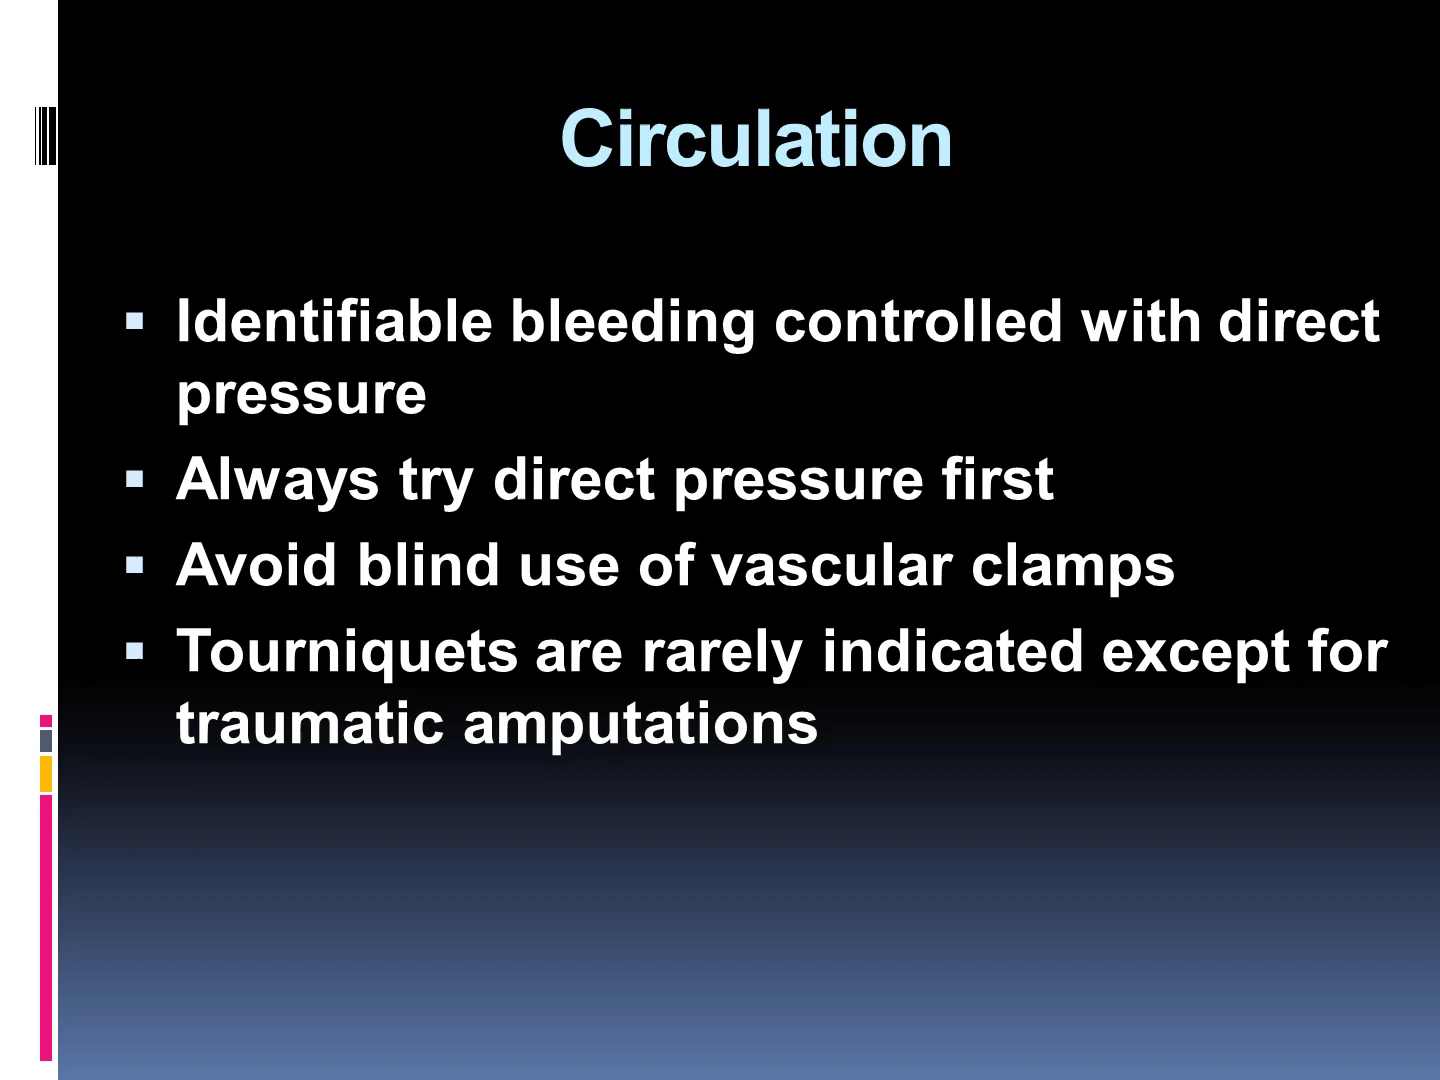 Circulation
▪ Identifiable bleeding controlled with direct
pressure
▪ Always try direct pressure first
▪ Avoid blind use of vascular clamps
▪ Tourniquets are rarely indicated except for
traumatic amputations